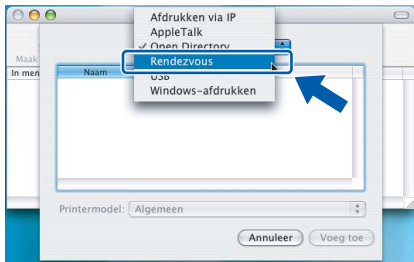 Afdrukken via IP
AppleTalk
✓ Open Directory
Rendezvous
USB
Windows-afdrukken
Maak
In men
Naam
Printermodel: Algemeen
Annuleer
Voeg toe